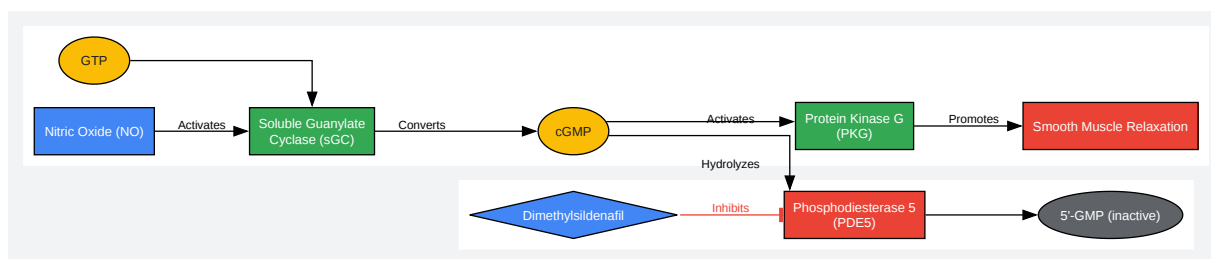 GTP
Nitric Oxide (NO)
Activates
Soluble Guanylate
Cyclase (sGC)
Converts
cGMP
Activates
Protein Kinase G
(PKG)
Promotes
Smooth Muscle Relaxation
Hydrolyzes
Dimethylsildenafil
Inhibits
Phosphodiesterase 5
(PDE5)
5'-GMP (inactive)